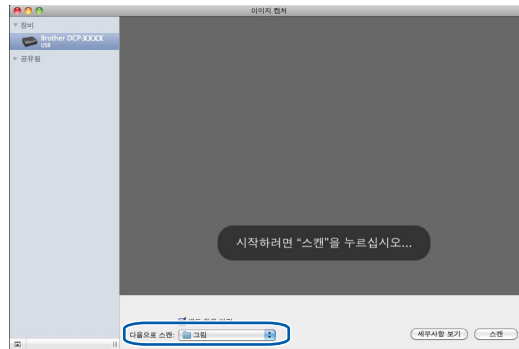 이미지 캡처
장비
Brother DCP-XXXX
USB
공유됨
시작하려면 "스캔"을 누르십시오...
다음으로 스캔: 그림
세부사항 보기
스캔